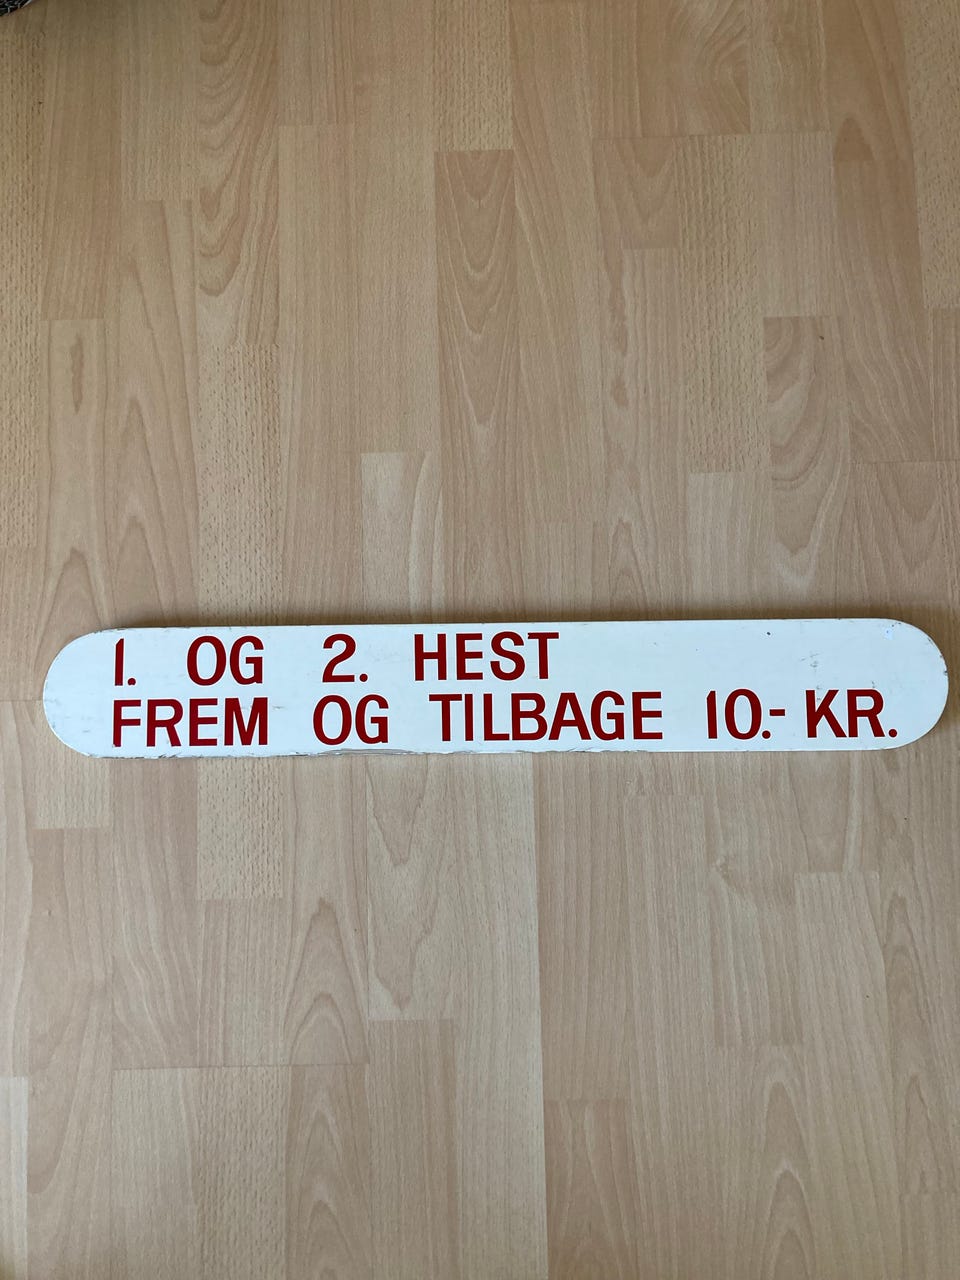 1. OG 2. HEST
FREM OG TILBAGE 10.- KR.